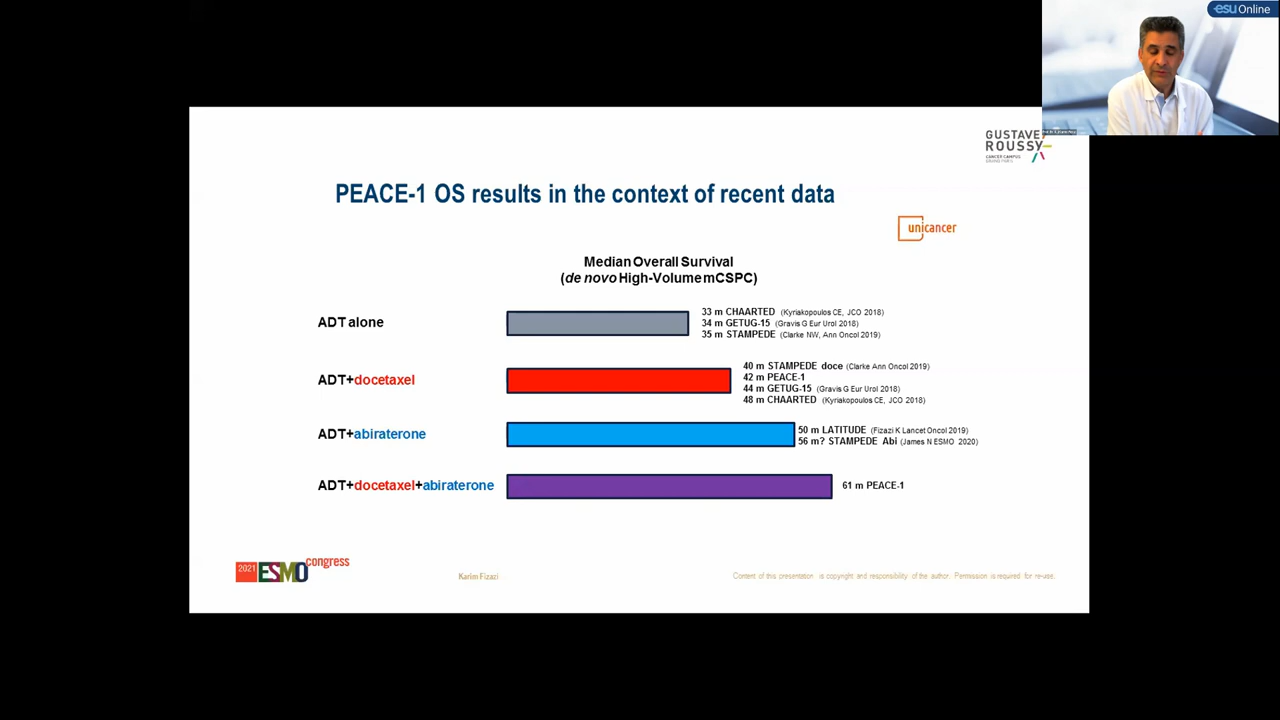 esu Online
GUSTAVE
ROUSSY
CANCER CAMPUS
GRAND PARIS
PEACE-1 OS results in the context of recent data
unicancer
Median Overall Survival
(de novo High-Volume mCSPC)
ADT alone
33 m CHAARTED (Kyriakopoulos CE, JCO 2018)
34 m GETUG-15 (Gravis G Eur Urol 2018)
35 m STAMPEDE (Clarke NW, Ann Oncol 2019)
ADT+docetaxel
40 m STAMPEDE doce (Clarke Ann Oncol 2019)
42 m PEACE-1
44 m GETUG-15 (Gravis G Eur Urol 2018)
48 m CHAARTED (Kyriakopoulos CE, JCO 2018)
ADT+abiraterone
50 m LATITUDE (Fizazi K Lancet Oncol 2019)
56 m? STAMPEDE Abi (James N ESMO 2020)
ADT+docetaxel+abiraterone
61 m PEACE-1
2021 ESMO congress
Karim Fizazi
Content of this presentation is copyright and responsibility of the author. Permission is required for re-use.